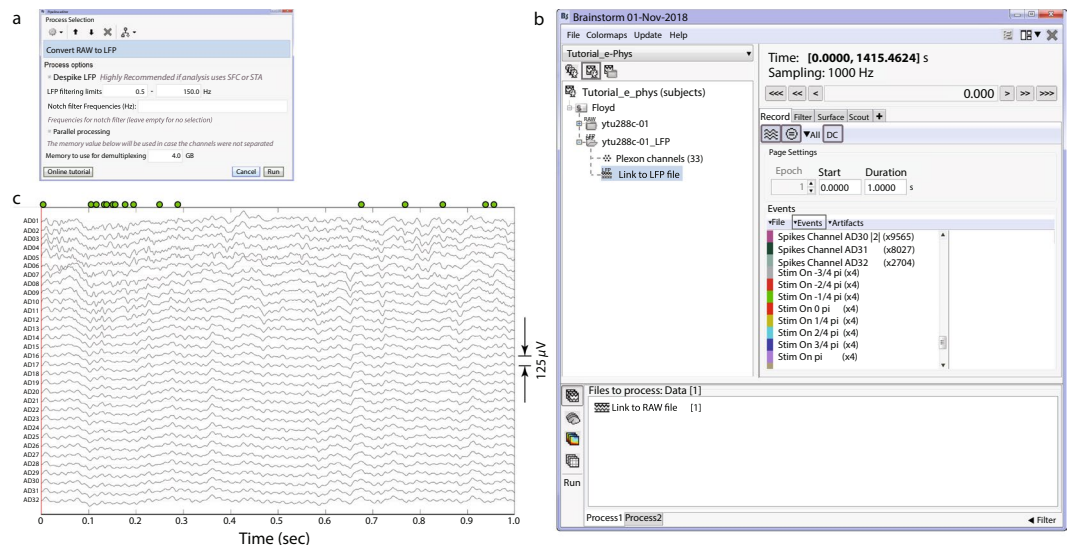 a
Process Selection
Convert RAW to LFP
Process options
Despike LFP Highly Recommended if analysis uses SFC or STA
LFP filtering limits 0.5 - 150.0 Hz
Notch filter Frequencies (Hz):
Frequencies for notch filter (leave empty for no selection)
Parallel processing
The memory value below will be used in case the channels were not separated
Memory to use for demultiplexing 4.0 GB
Online tutorial Cancel Run
b
Brainstorm 01-Nov-2018
File Colormaps Update Help
Tutorial_e-Phys
Tutorial_e_phys (subjects)
Floyd
RAW
ytu288c-01
LFP
ytu288c-01_LFP
Plexon channels (33)
LFP
Link to LFP file
Time: [0.0000, 1415.4624] s
Sampling: 1000 Hz
<<< << < 0.000 > >> >>>
Record Filter Surface Scout +
All DC
Page Settings
Epoch Start Duration
1 0.0000 1.0000 s
Events
File Events Artifacts
Spikes Channel AD30 |2| (x9565)
Spikes Channel AD31 (x8027)
Spikes Channel AD32 (x2704)
Stim On -3/4 pi (x4)
Stim On -2/4 pi (x4)
Stim On -1/4 pi (x4)
Stim On 0 pi (x4)
Stim On 1/4 pi (x4)
Stim On 2/4 pi (x4)
Stim On 3/4 pi (x4)
Stim On pi (x4)
Files to process: Data [1]
Link to RAW file [1]
Run
Process1 Process2
Filter
c
AD01
AD02
AD03
AD04
AD05
AD06
AD07
AD08
AD09
AD10
AD11
AD12
AD13
AD14
AD15
AD16
AD17
AD18
AD19
AD20
AD21
AD22
AD23
AD24
AD25
AD26
AD27
AD28
AD29
AD30
AD31
AD32
125 μV
0 0.1 0.2 0.3 0.4 0.5 0.6 0.7 0.8 0.9 1.0
Time (sec)